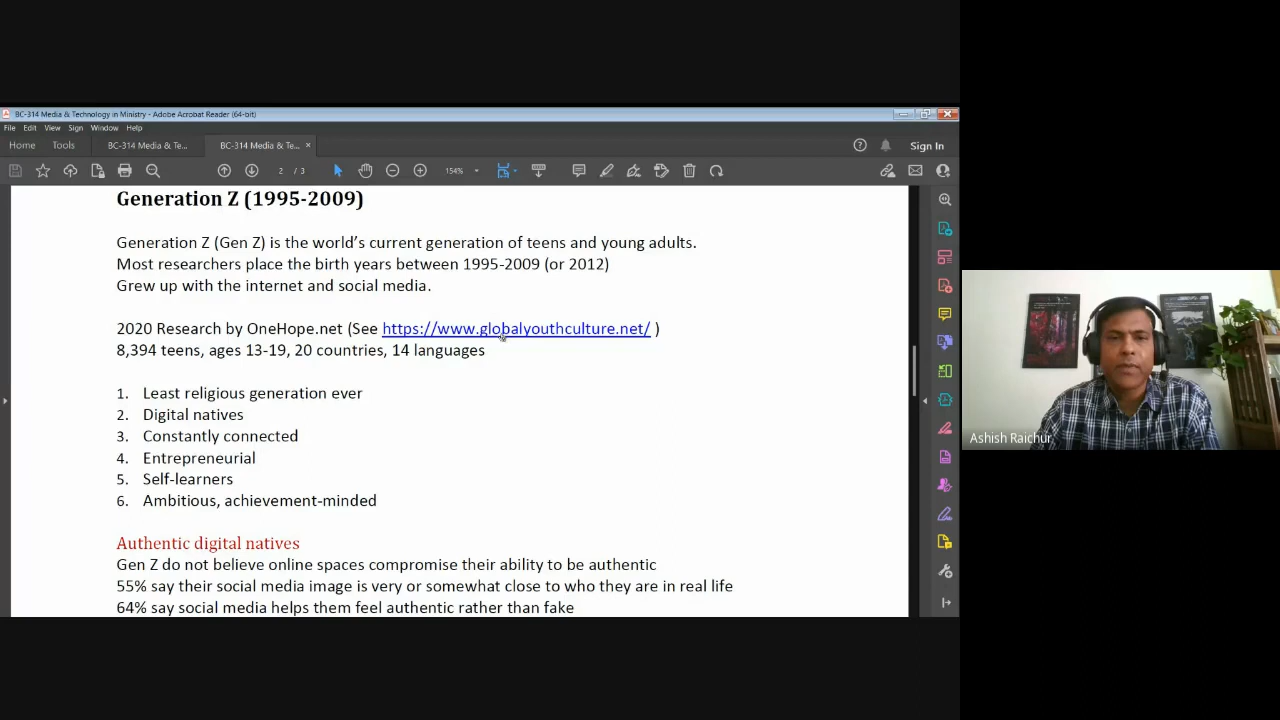 BC-314 Media & Technology in Ministry - Adobe Acrobat Reader (64-bit)
File Edit View Sign Window Help
Home Tools BC-314 Media & Te... BC-314 Media & Te... × Sign In
2 / 3 154%
Generation Z (1995-2009)
Generation Z (Gen Z) is the world’s current generation of teens and young adults.
Most researchers place the birth years between 1995-2009 (or 2012)
Grew up with the internet and social media.
2020 Research by OneHope.net (See https://www.globalyouthculture.net/ )
8,394 teens, ages 13-19, 20 countries, 14 languages
1. Least religious generation ever
2. Digital natives
3. Constantly connected
4. Entrepreneurial
5. Self-learners
6. Ambitious, achievement-minded
Authentic digital natives
Gen Z do not believe online spaces compromise their ability to be authentic
55% say their social media image is very or somewhat close to who they are in real life
64% say social media helps them feel authentic rather than fake
Ashish Raichur